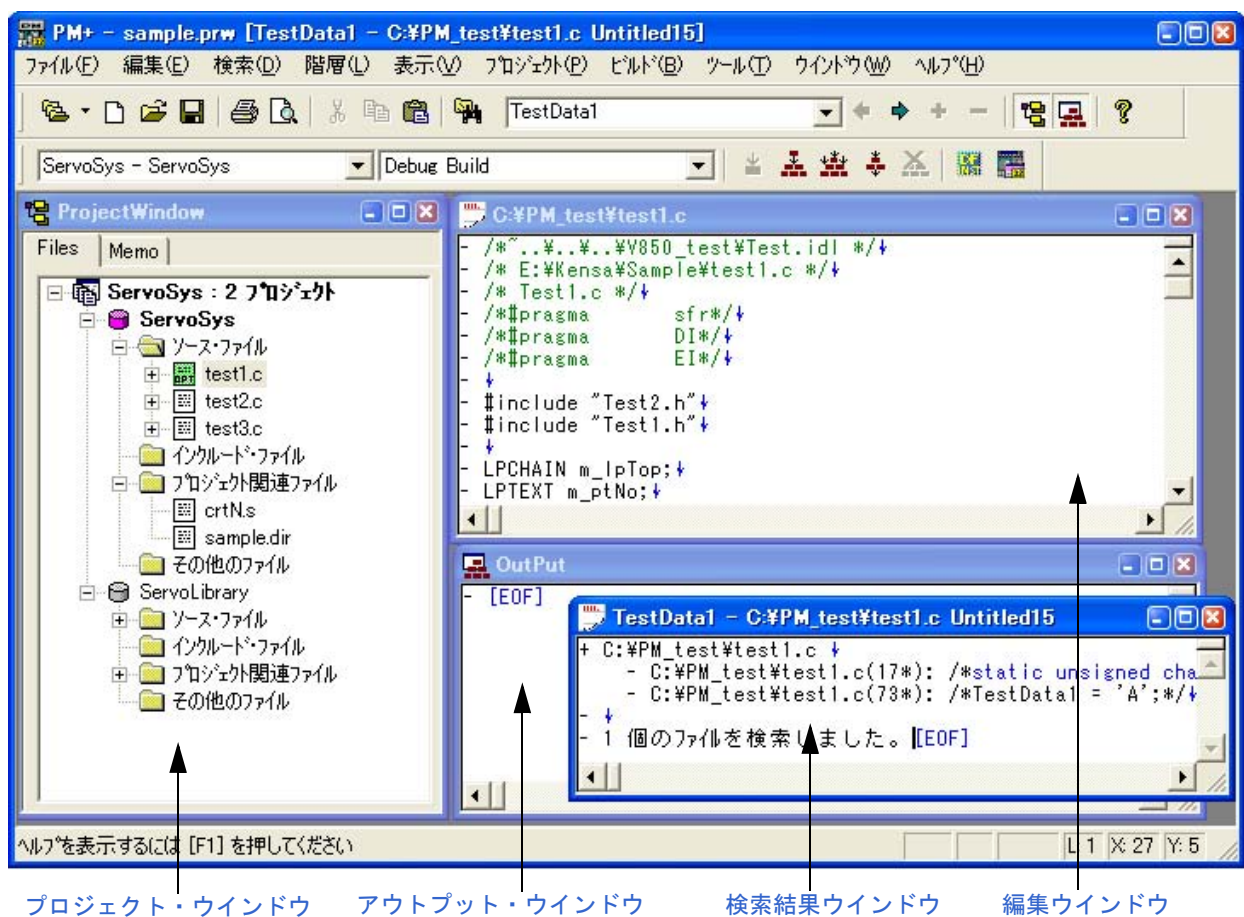 PM+ - sample.prw [TestData1 - C:¥PM_test¥test1.c Untitled15]
ファイル(F) 編集(E) 検索(D) 階層(L) 表示(V) プロジェクト(P) ビルド(B) ツール(T) ウインドウ(W) ヘルプ(H)
TestData1
ServoSys - ServoSys Debug Build
ProjectWindow
Files Memo
ServoSys : 2 プロジェクト
ServoSys
ソース・ファイル
test1.c
test2.c
test3.c
インクルード・ファイル
プロジェクト関連ファイル
crtN.s
sample.dir
その他のファイル
ServoLibrary
ソース・ファイル
インクルード・ファイル
プロジェクト関連ファイル
その他のファイル
C:¥PM_test¥test1.c
- /*~..¥..¥..¥V850_test¥Test.idl */↓
- /* E:¥Kensa¥Sample¥test1.c */↓
- /* Test1.c */↓
- /*#pragma sfr*/↓
- /*#pragma DI*/↓
- /*#pragma EI*/↓
- ↓
- #include "Test2.h"↓
- #include "Test1.h"↓
- ↓
- LPCHAIN m_lpTop;↓
- LPTEXT m_ptNo;↓
OutPut
- [EOF]
TestData1 - C:¥PM_test¥test1.c Untitled15
+ C:¥PM_test¥test1.c ↓
- C:¥PM_test¥test1.c(17*): /*static unsigned cha
- C:¥PM_test¥test1.c(73*): /*TestData1 = 'A';*/↓
- ↓
- 1 個のファイルを検索しました。[EOF]
ヘルプを表示するには [F1] を押してください L: 1 X: 27 Y: 5
プロジェクト・ウインドウ アウトプット・ウインドウ 検索結果ウインドウ 編集ウインドウ